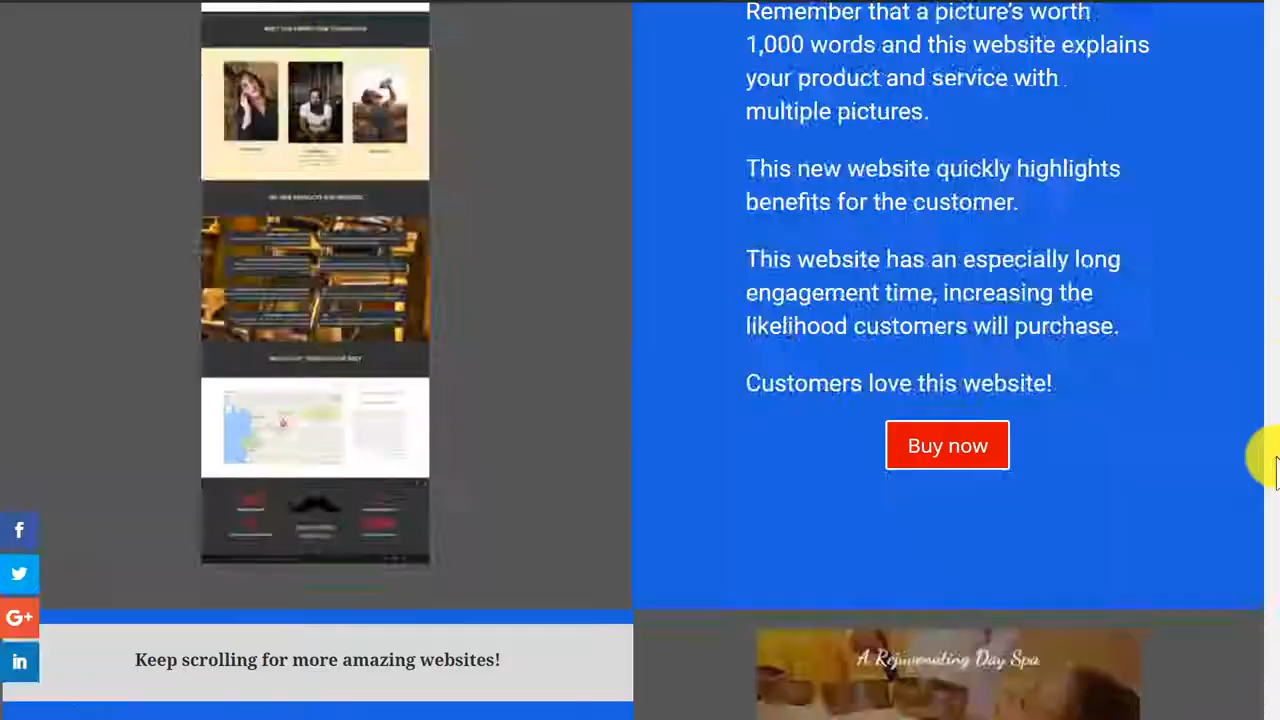 Remember that a picture's worth
1,000 words and this website explains
your product and service with
multiple pictures.
This new website quickly highlights
benefits for the customer.
This website has an especially long
engagement time, increasing the
likelihood customers will purchase.
Customers love this website!
Buy now
f
G+
in
Keep scrolling for more amazing websites!
A Rejuvenating Day Spa